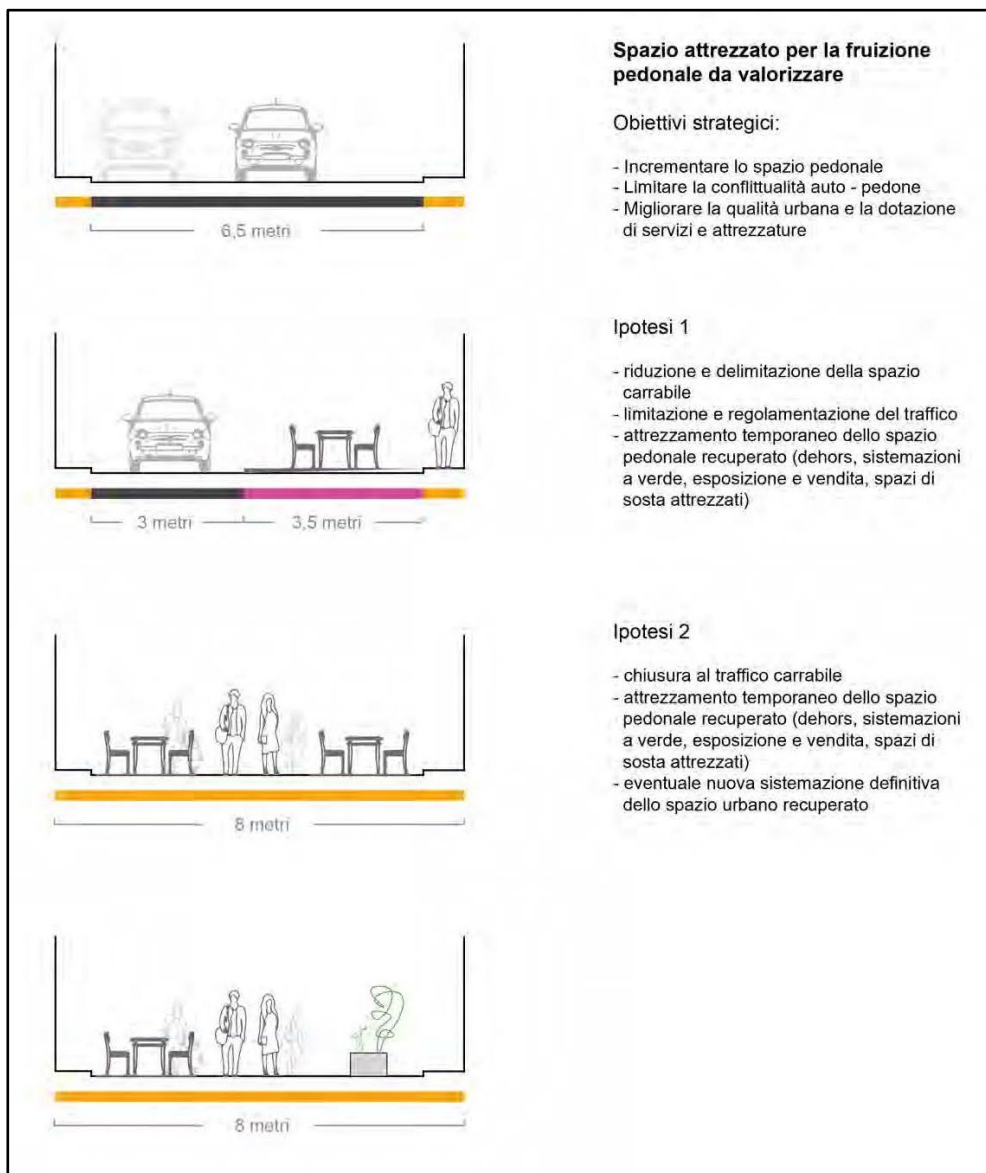 Spazio attrezzato per la fruizione
pedonale da valorizzare
Obiettivi strategici:
- Incrementare lo spazio pedonale
- Limitare la conflittualità auto - pedone
- Migliorare la qualità urbana e la dotazione
di servizi e attrezzature
6,5 metri
Ipotesi 1
- riduzione e delimitazione della spazio
carrabile
- limitazione e regolamentazione del traffico
- attrezzamento temporaneo dello spazio
pedonale recuperato (dehors, sistemazioni
a verde, esposizione e vendita, spazi di
sosta attrezzati)
3 metri
3,5 metri
Ipotesi 2
- chiusura al traffico carrabile
- attrezzamento temporaneo dello spazio
pedonale recuperato (dehors, sistemazioni
a verde, esposizione e vendita, spazi di
sosta attrezzati)
- eventuale nuova sistemazione definitiva
dello spazio urbano recuperato
8 metri
8 metri